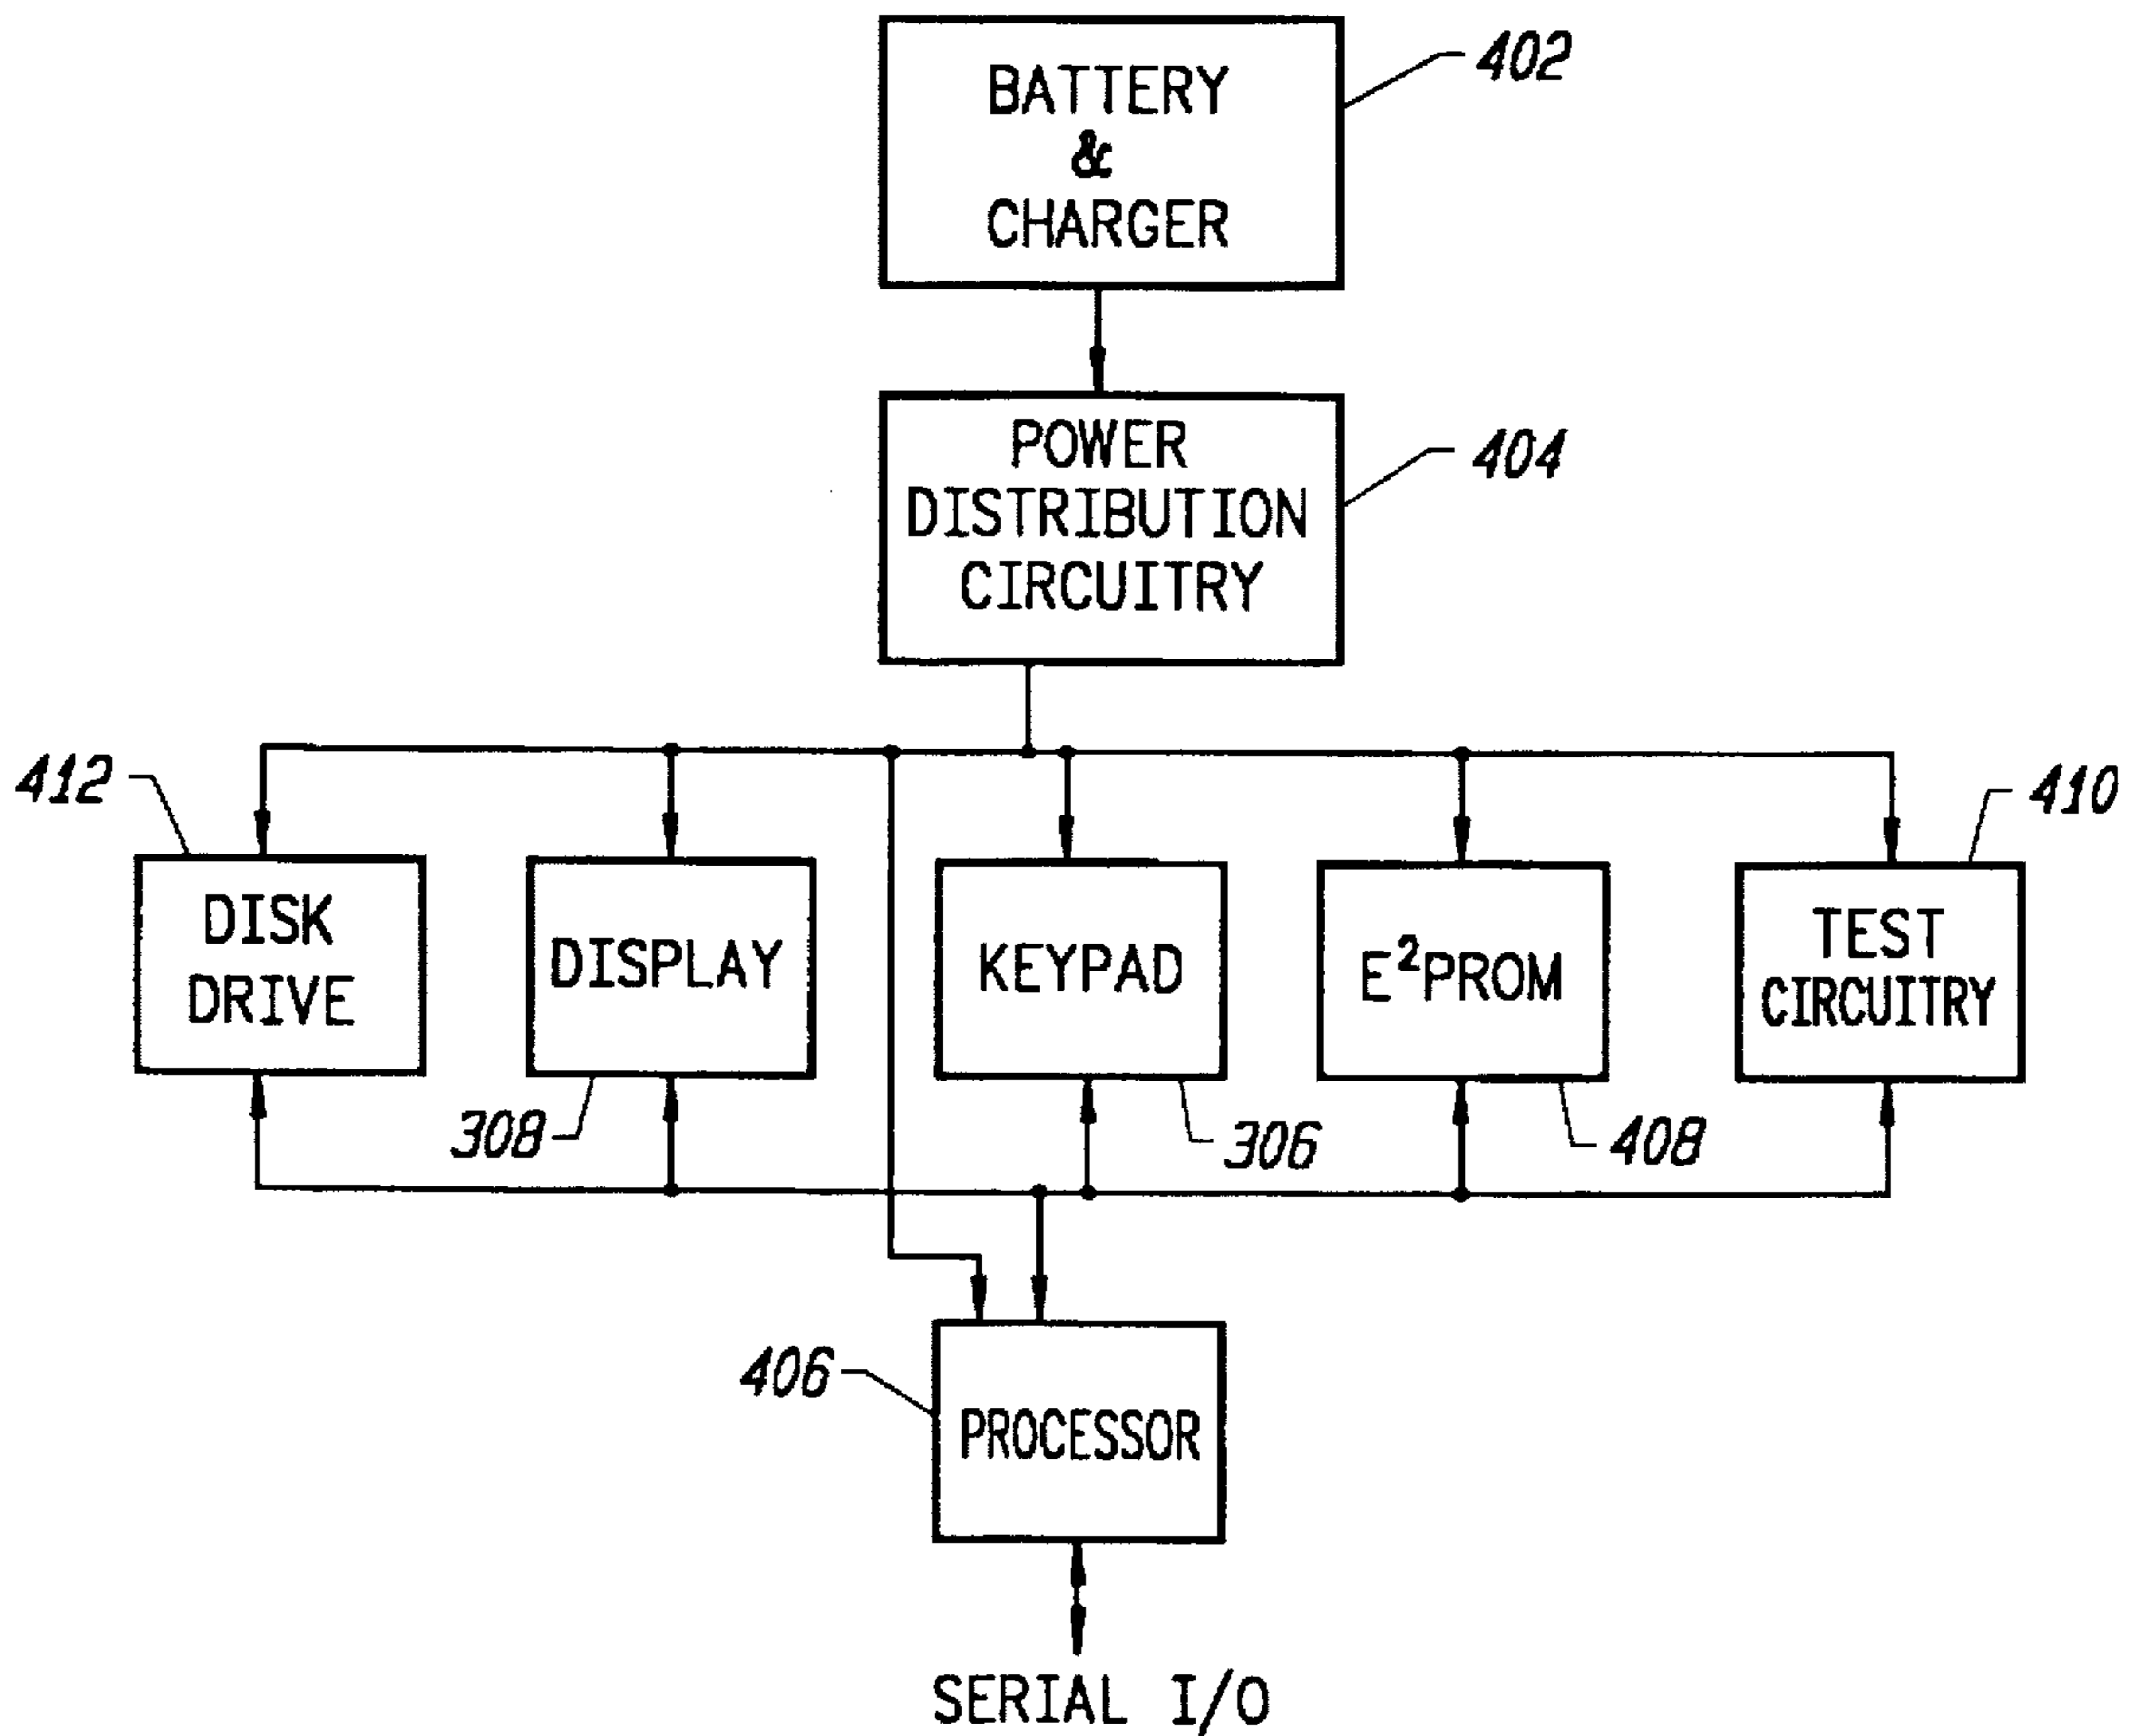 BATTERY
&
CHARGER
402
POWER
DISTRIBUTION
CIRCUITRY
404
412
410
DISK
DRIVE
DISPLAY
KEYPAD
E²PROM
TEST
CIRCUITRY
308
306
408
406
PROCESSOR
SERIAL I/O